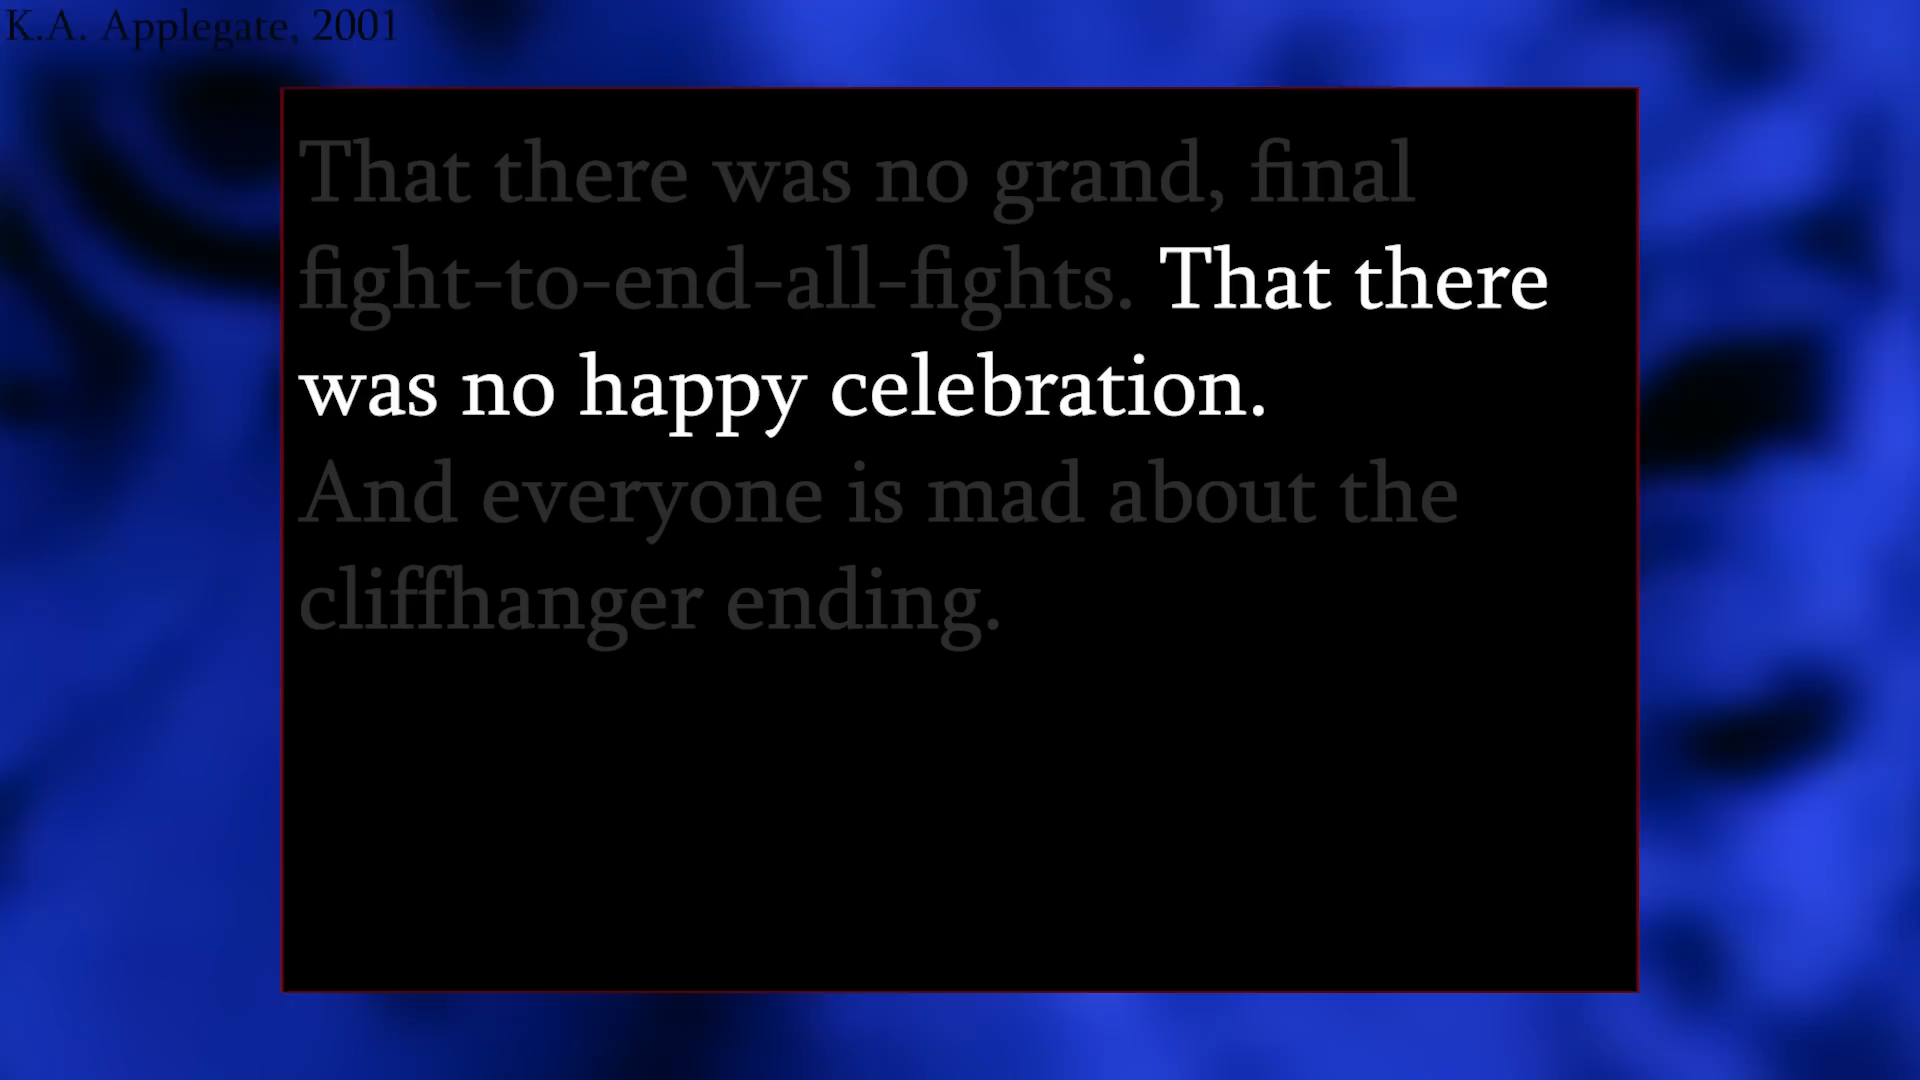 K.A. Applegate, 2001
That there was no grand, final
fight-to-end-all-fights. That there
was no happy celebration.
And everyone is mad about the
cliffhanger ending.